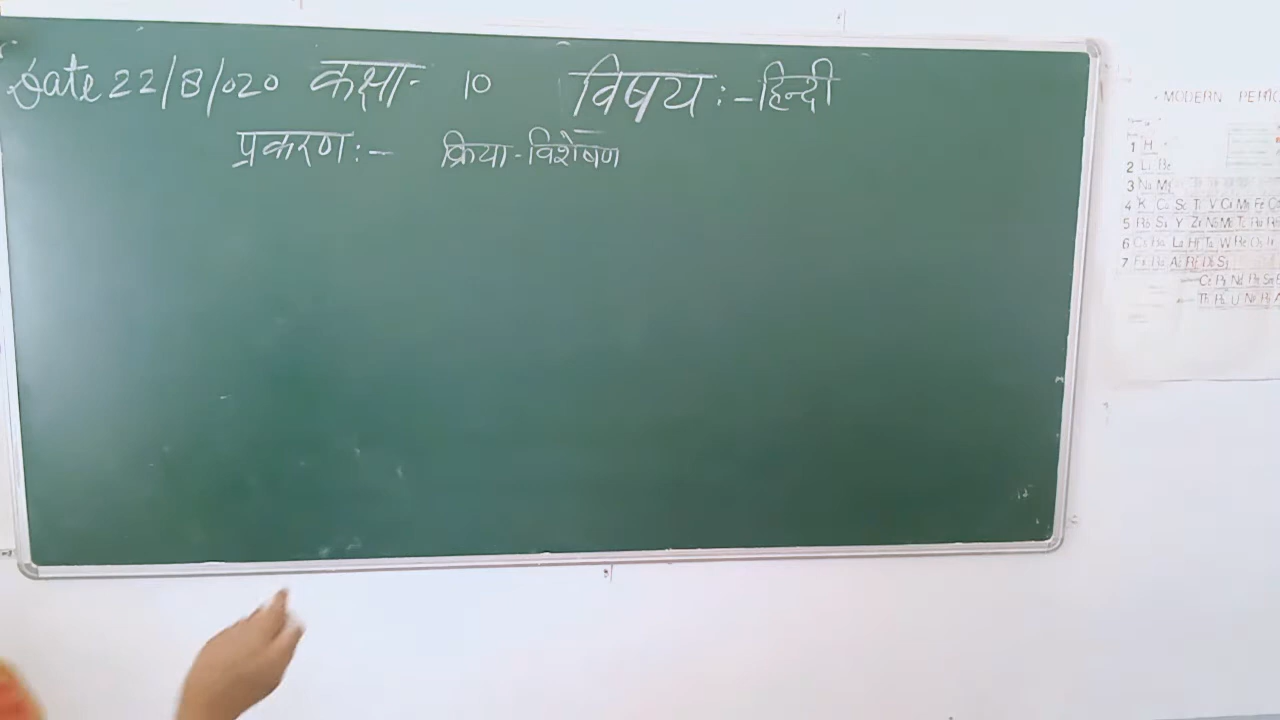 Date 22/8/020 कक्षा- 10 विषय:-हिन्दी
प्रकरण:- क्रिया-विशेषण
MODERN PERIO
1 H
2 Li Be
3 Na Mg
4 K Ca Sc Ti V Cr Mn Fe
5 Rb Sr Y Zr Nb Mo Tc Ru
6 Cs Ba La Hf Ta W Re Os Ir
7 Fr Ra Ac Rf Db Sg
Ce Pr Nd Pm Sm
Th Pa U Np Pu